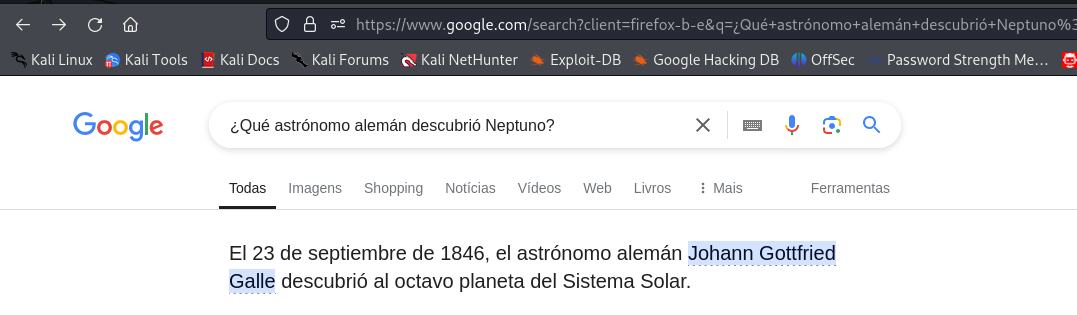 https://www.google.com/search?client=firefox-b-e&q=¿Qué+astrónomo+alemán+descubrió+Neptuno%3
Kali Linux Kali Tools Kali Docs Kali Forums Kali NetHunter Exploit-DB Google Hacking DB OffSec Password Strength Me…
Google ¿Qué astrónomo alemán descubrió Neptuno?
Todas Imagens Shopping Notícias Vídeos Web Livros Mais Ferramentas
El 23 de septiembre de 1846, el astrónomo alemán Johann Gottfried
Galle descubrió al octavo planeta del Sistema Solar.